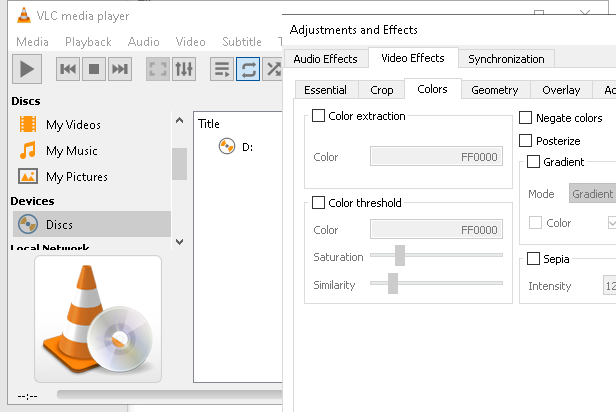 VLC media player
Media Playback Audio Video Subtitle
Discs
My Videos
My Music
My Pictures
Devices
Discs
Local Network
--:--
Title
D:
Adjustments and Effects
Audio Effects Video Effects Synchronization
Essential Crop Colors Geometry Overlay
Color extraction
Color FF0000
Color threshold
Color FF0000
Saturation
Similarity
Negate colors
Posterize
Gradient
Mode Gradient
Color
Sepia
Intensity 12